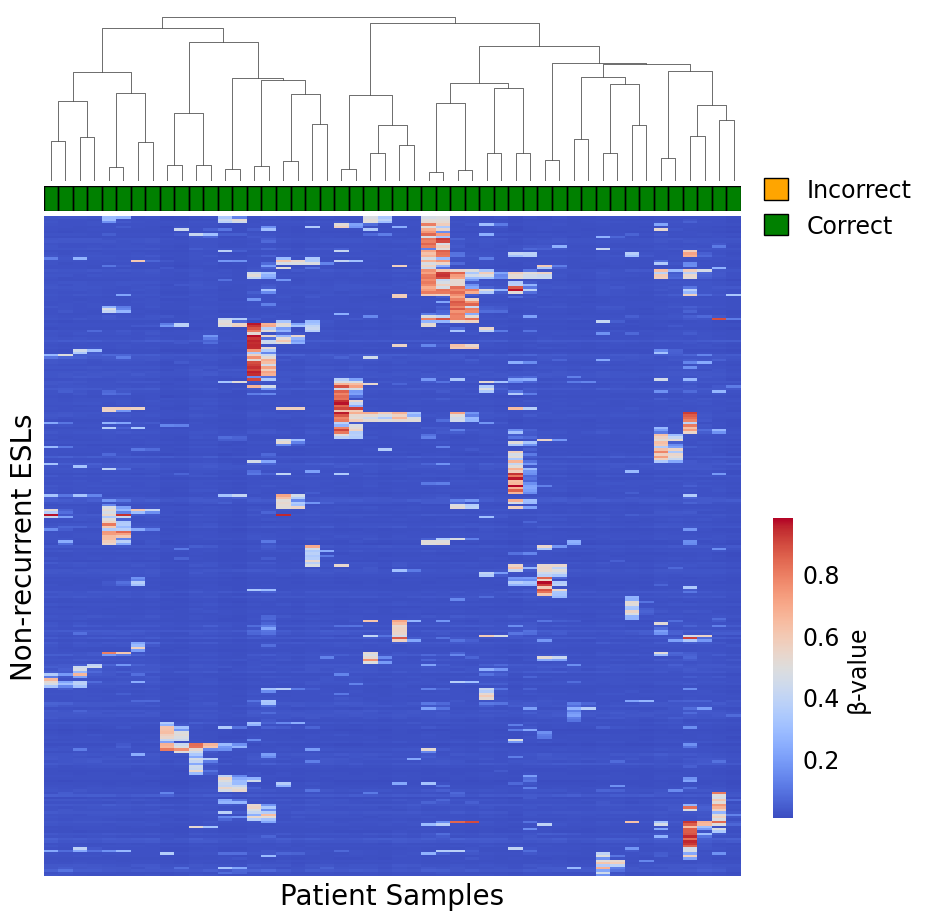 Incorrect
Correct
Non-recurrent ESLs
0.8
0.6
0.4
0.2
β-value
Patient Samples